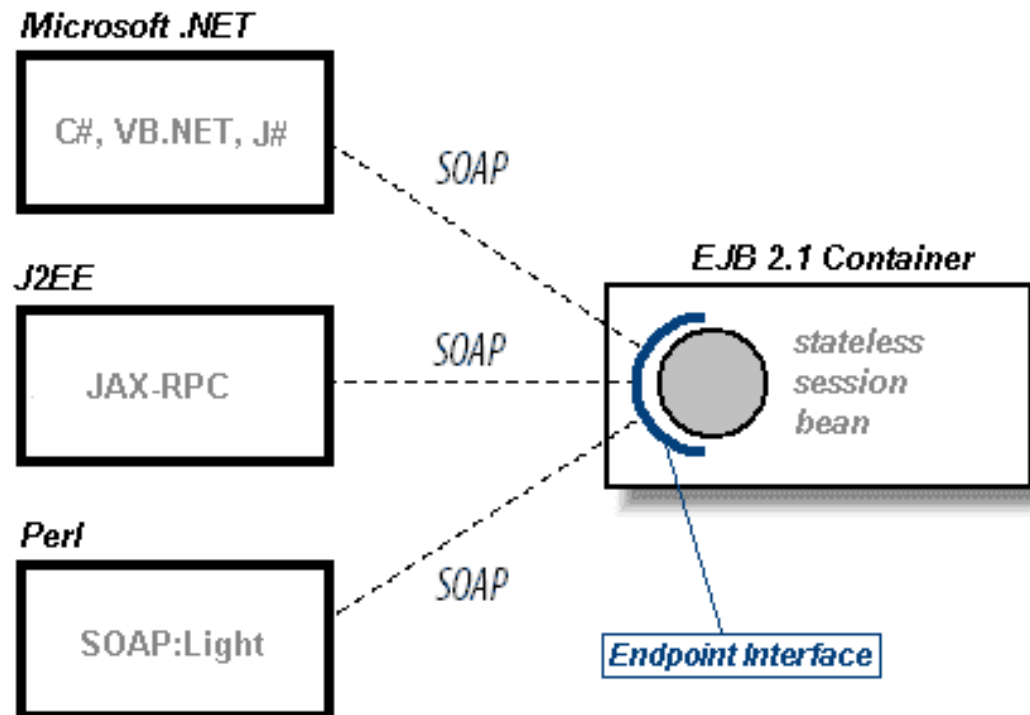 Microsoft .NET
C#, VB.NET, J#
SOAP
J2EE
JAX-RPC
SOAP
EJB 2.1 Container
stateless
session
bean
Perl
SOAP:Light
SOAP
Endpoint Interface